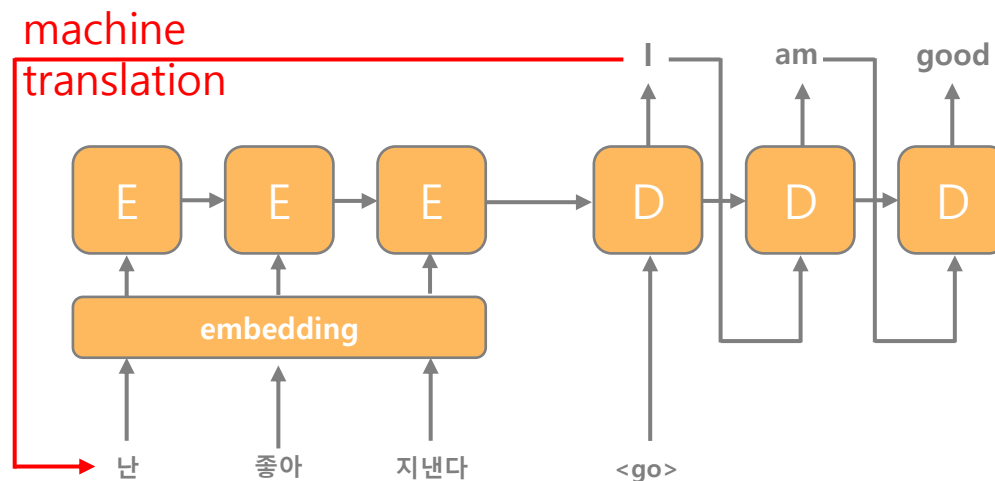 machine
translation
I am good
E E E D D D
embedding
난 좋아 지낸다 <go>